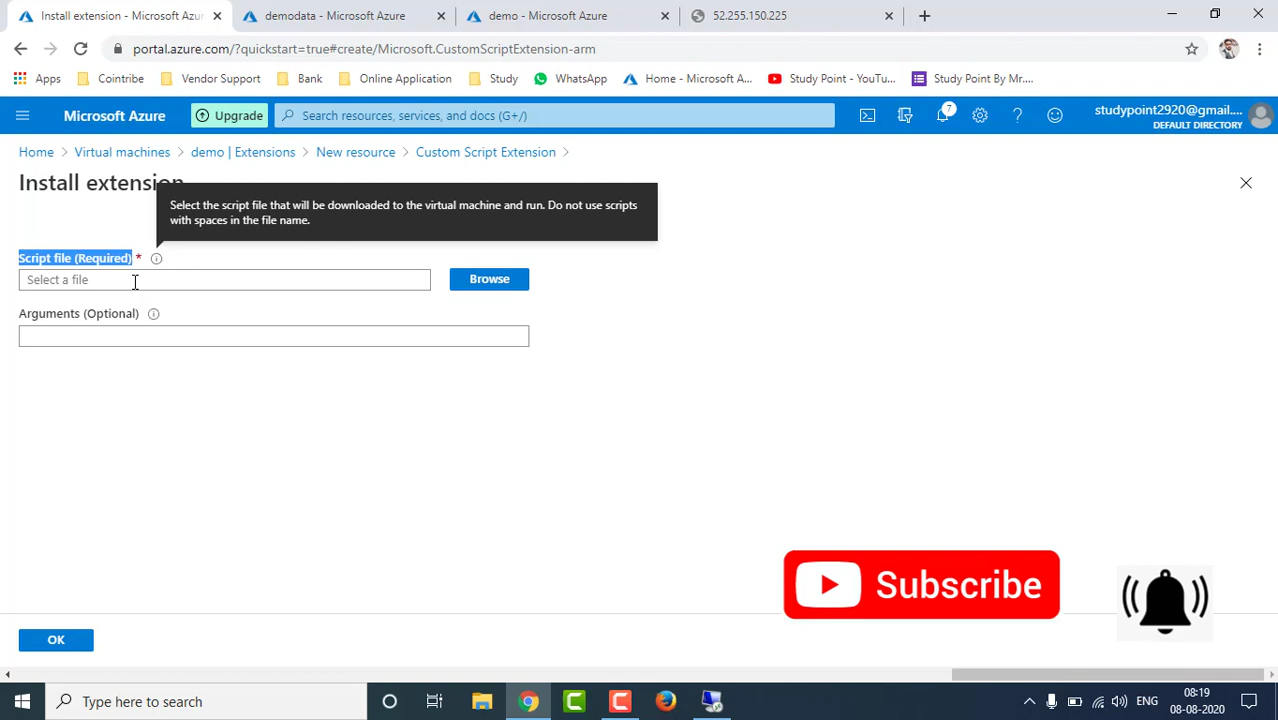 Install extension - Microsoft Azur
demodata - Microsoft Azure
demo - Microsoft Azure
52.255.150.225
portal.azure.com/?quickstart=true#create/Microsoft.CustomScriptExtension-arm
Apps
Cointribe
Vendor Support
Bank
Online Application
Study
WhatsApp
Home - Microsoft A...
Study Point - YouTu...
Study Point By Mr....
Microsoft Azure
Upgrade
Search resources, services, and docs (G+/)
7
studypoint2920@gmail....
DEFAULT DIRECTORY
Home > Virtual machines > demo | Extensions > New resource > Custom Script Extension >
Install extension
Select the script file that will be downloaded to the virtual machine and run. Do not use scripts
with spaces in the file name.
Script file (Required) *
Select a file
Browse
Arguments (Optional)
Subscribe
OK
Type here to search
ENG
08:19
08-08-2020